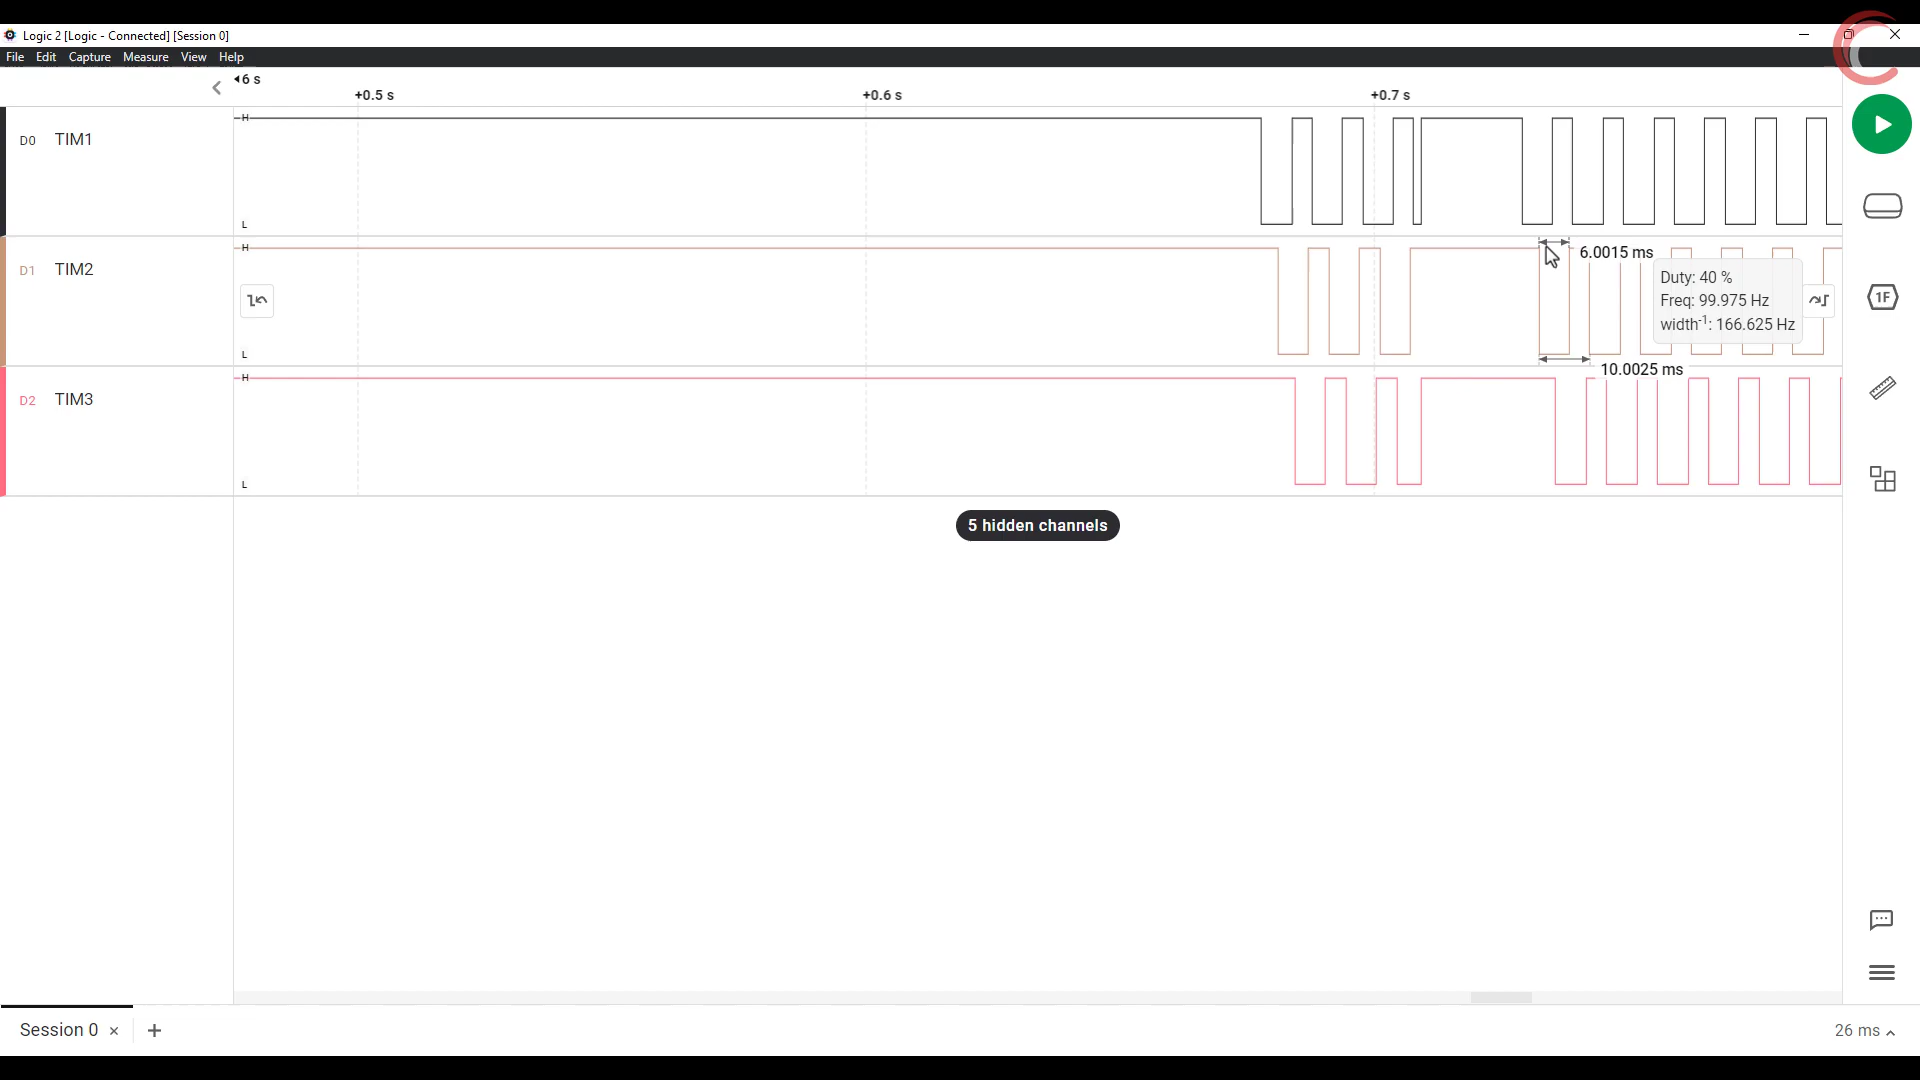 Logic 2 [Logic - Connected] [Session 0]
File Edit Capture Measure View Help
6 s
+0.5 s +0.6 s +0.7 s
H
D0 TIM1
L
H
6.0015 ms
D1 TIM2
Duty: 40 %
Freq: 99.975 Hz
1F
width-1: 166.625 Hz
L
10.0025 ms
H
D2 TIM3
L
5 hidden channels
Session 0
26 ms